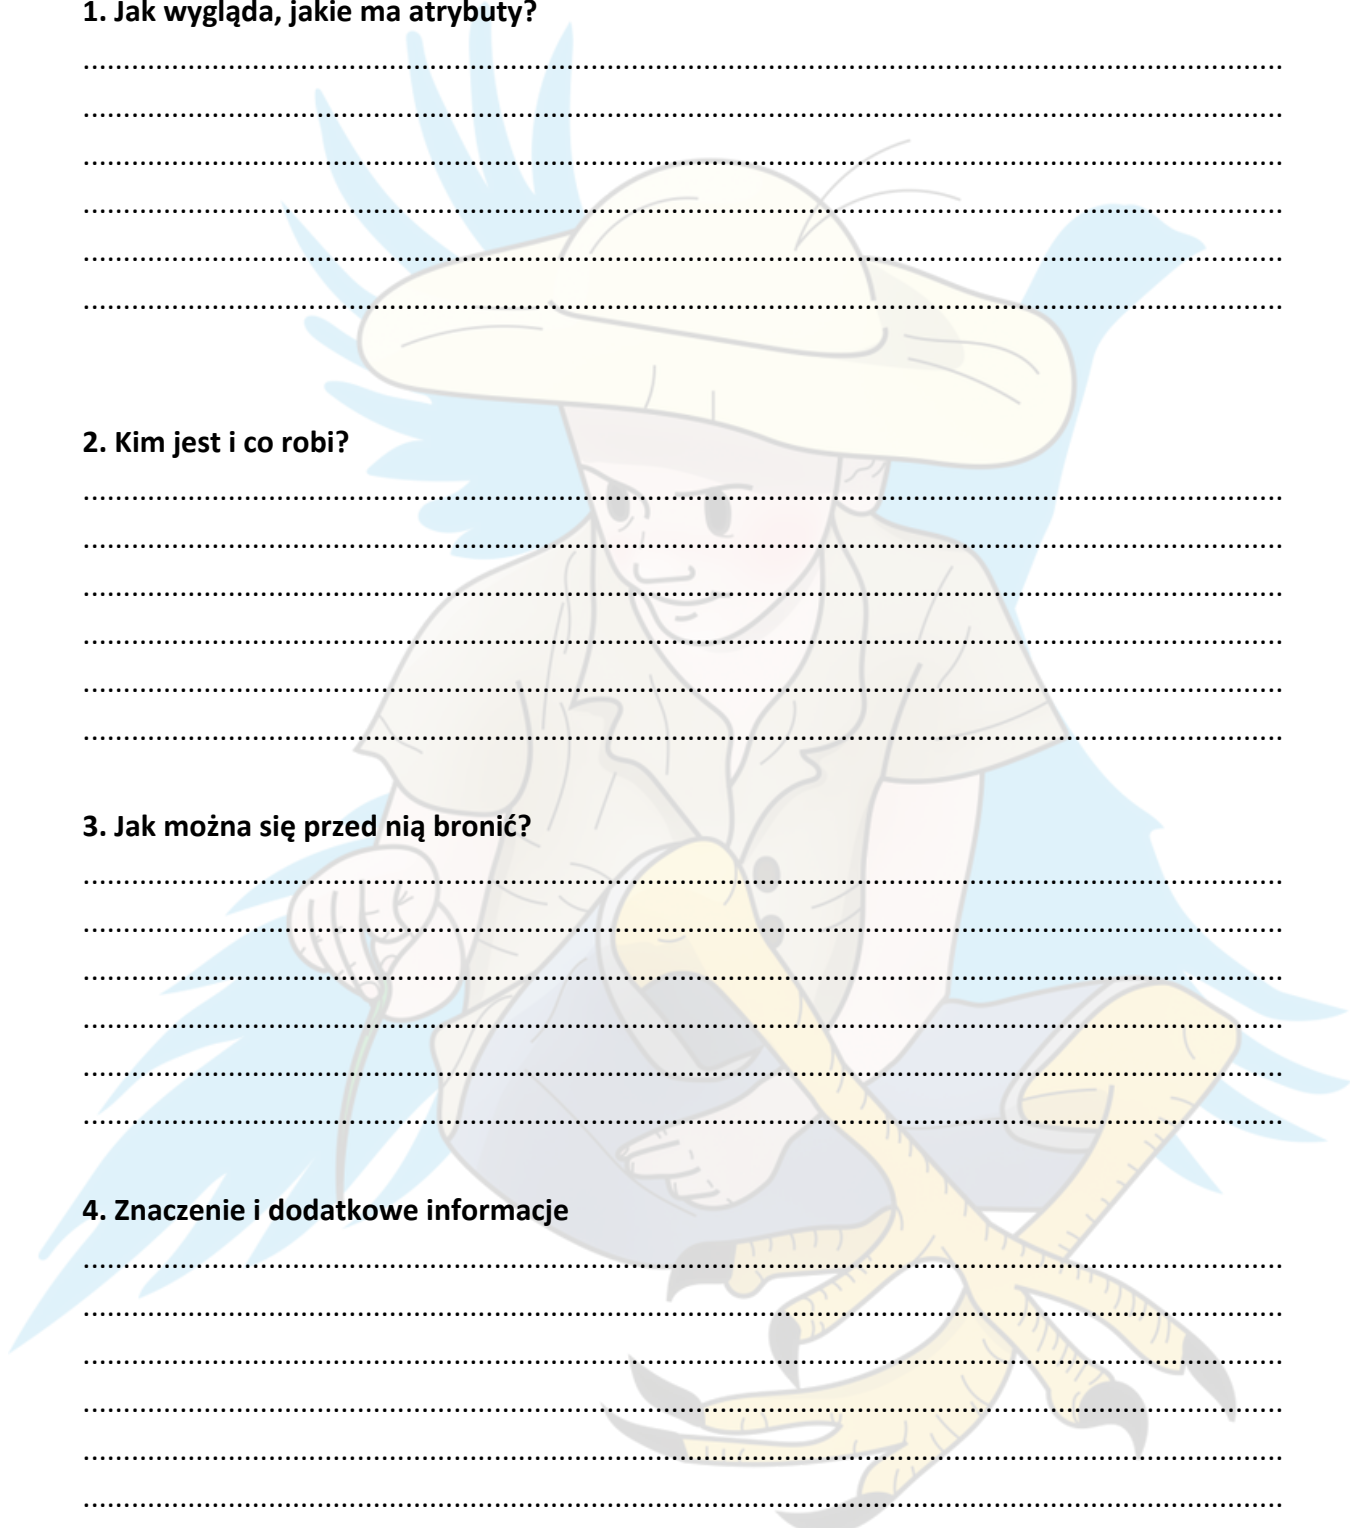 1. Jak wygląda, jakie ma atrybuty?
2. Kim jest i co robi?
3. Jak można się przed nią bronić?
4. Znaczenie i dodatkowe informacje